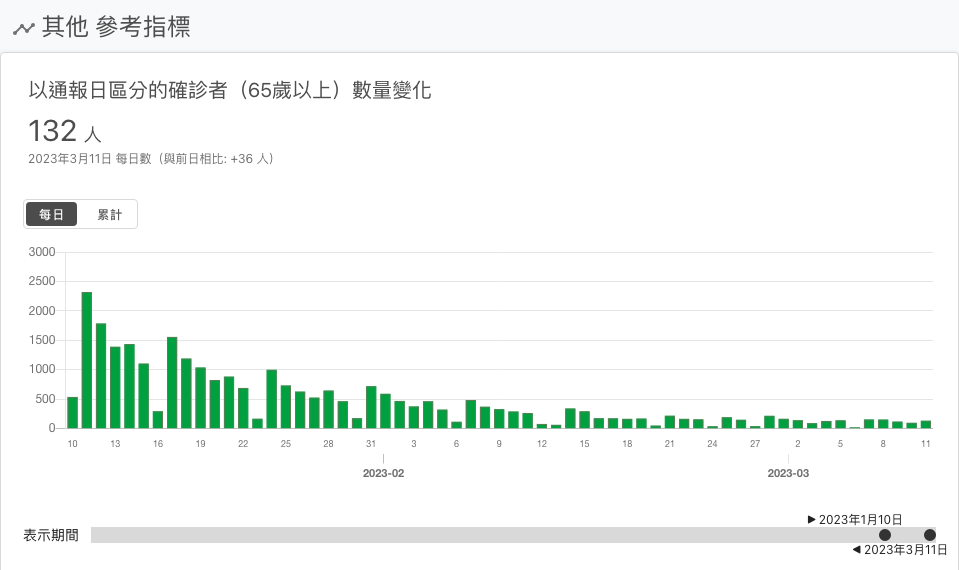 其他 參考指標
以通報日區分的確診者（65歲以上）數量變化
132 人
2023年3月11日 每日數（與前日相比: +36 人）
每日 累計
3000
2500
2000
1500
1000
500
0
10 13 16 19 22 25 28 31 3 6 9 12 15 18 21 24 27 2 5 8 11
2023-02 2023-03
▶ 2023年1月10日
表示期間
◀ 2023年3月11日